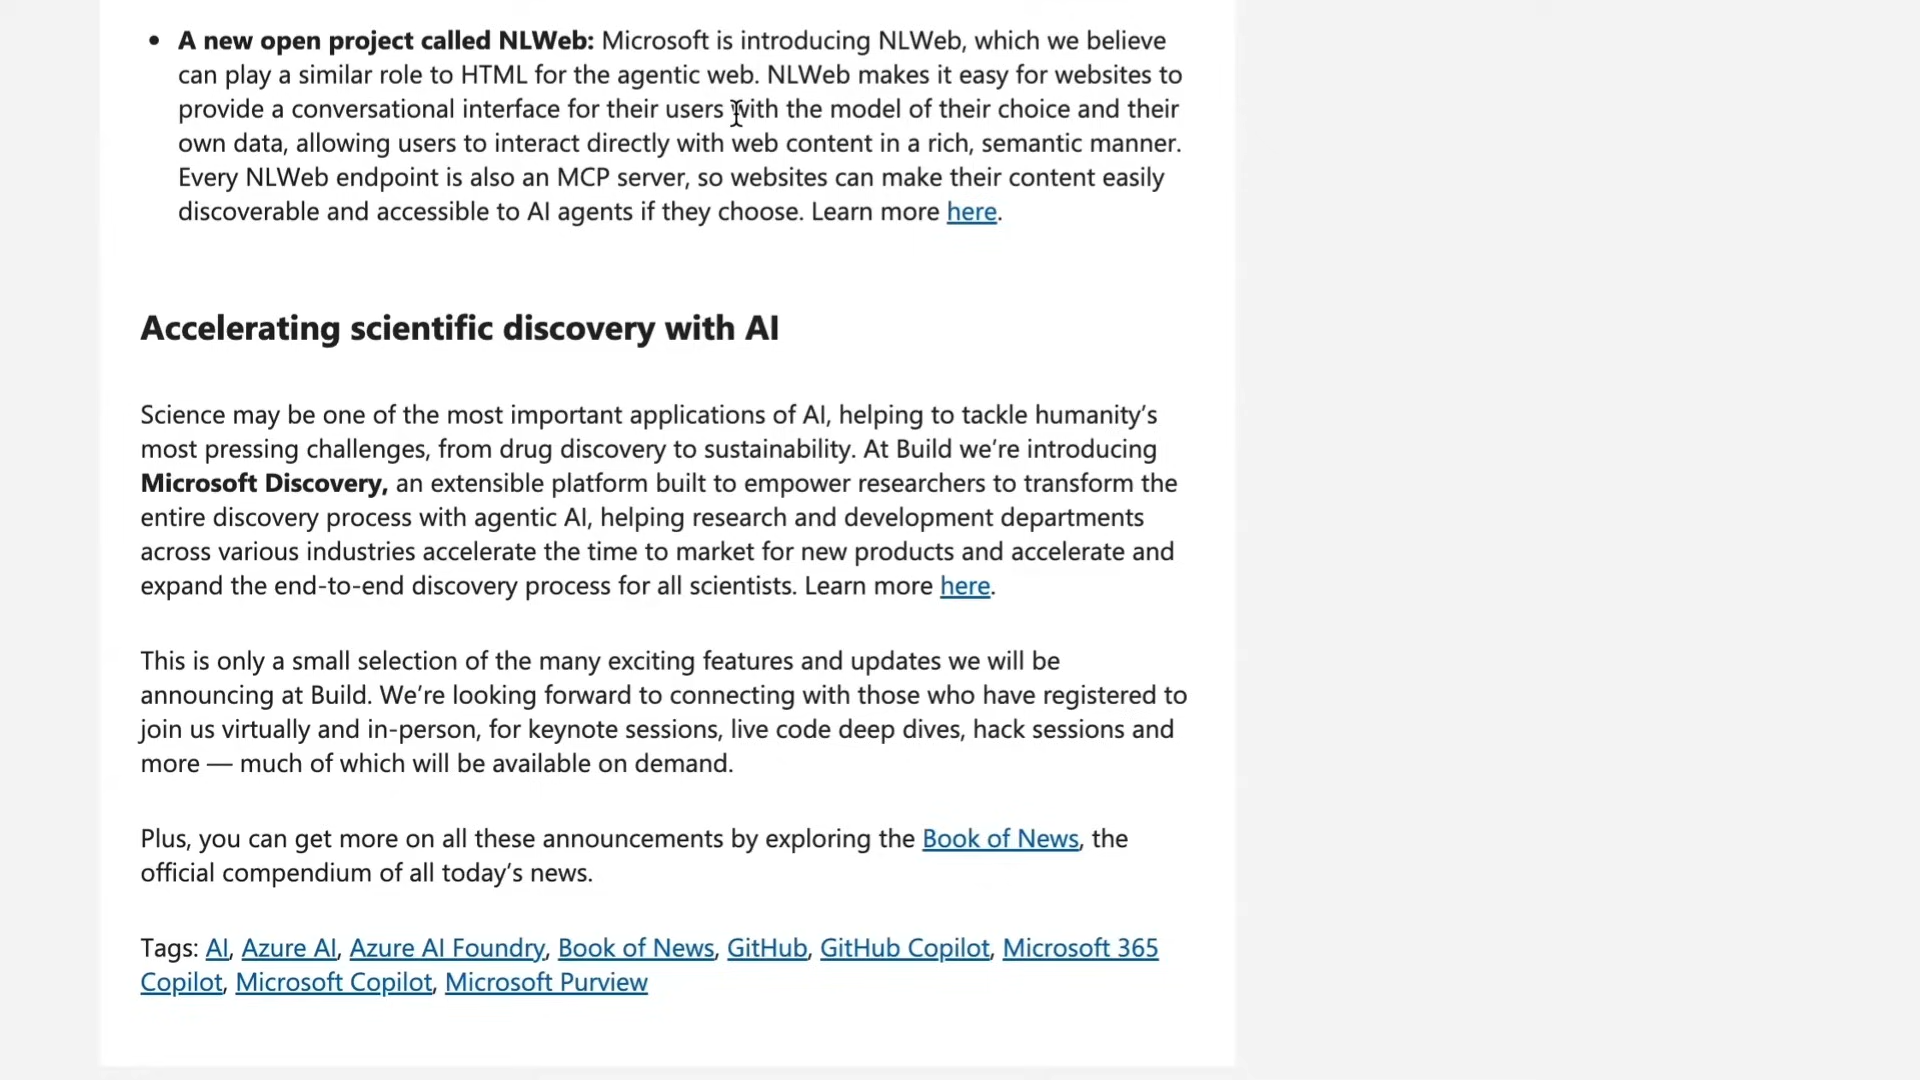 • A new open project called NLWeb: Microsoft is introducing NLWeb, which we believe
can play a similar role to HTML for the agentic web. NLWeb makes it easy for websites to
provide a conversational interface for their users with the model of their choice and their
own data, allowing users to interact directly with web content in a rich, semantic manner.
Every NLWeb endpoint is also an MCP server, so websites can make their content easily
discoverable and accessible to AI agents if they choose. Learn more here.
Accelerating scientific discovery with AI
Science may be one of the most important applications of AI, helping to tackle humanity’s
most pressing challenges, from drug discovery to sustainability. At Build we’re introducing
Microsoft Discovery, an extensible platform built to empower researchers to transform the
entire discovery process with agentic AI, helping research and development departments
across various industries accelerate the time to market for new products and accelerate and
expand the end-to-end discovery process for all scientists. Learn more here.
This is only a small selection of the many exciting features and updates we will be
announcing at Build. We’re looking forward to connecting with those who have registered to
join us virtually and in-person, for keynote sessions, live code deep dives, hack sessions and
more — much of which will be available on demand.
Plus, you can get more on all these announcements by exploring the Book of News, the
official compendium of all today’s news.
Tags: AI, Azure AI, Azure AI Foundry, Book of News, GitHub, GitHub Copilot, Microsoft 365
Copilot, Microsoft Copilot, Microsoft Purview